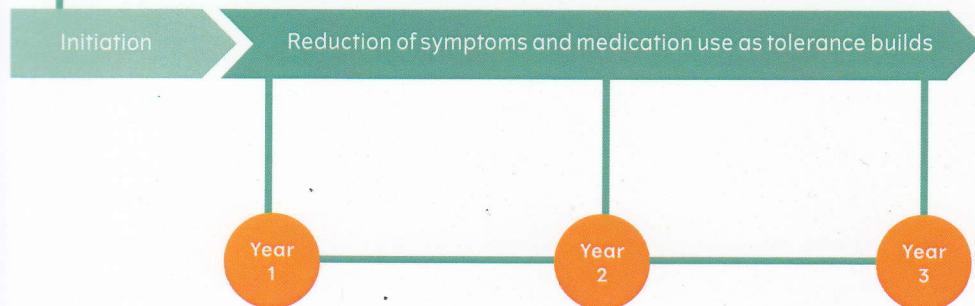 Initiation
Reduction of symptoms and medication use as tolerance builds
Year
1
Year
2
Year
3